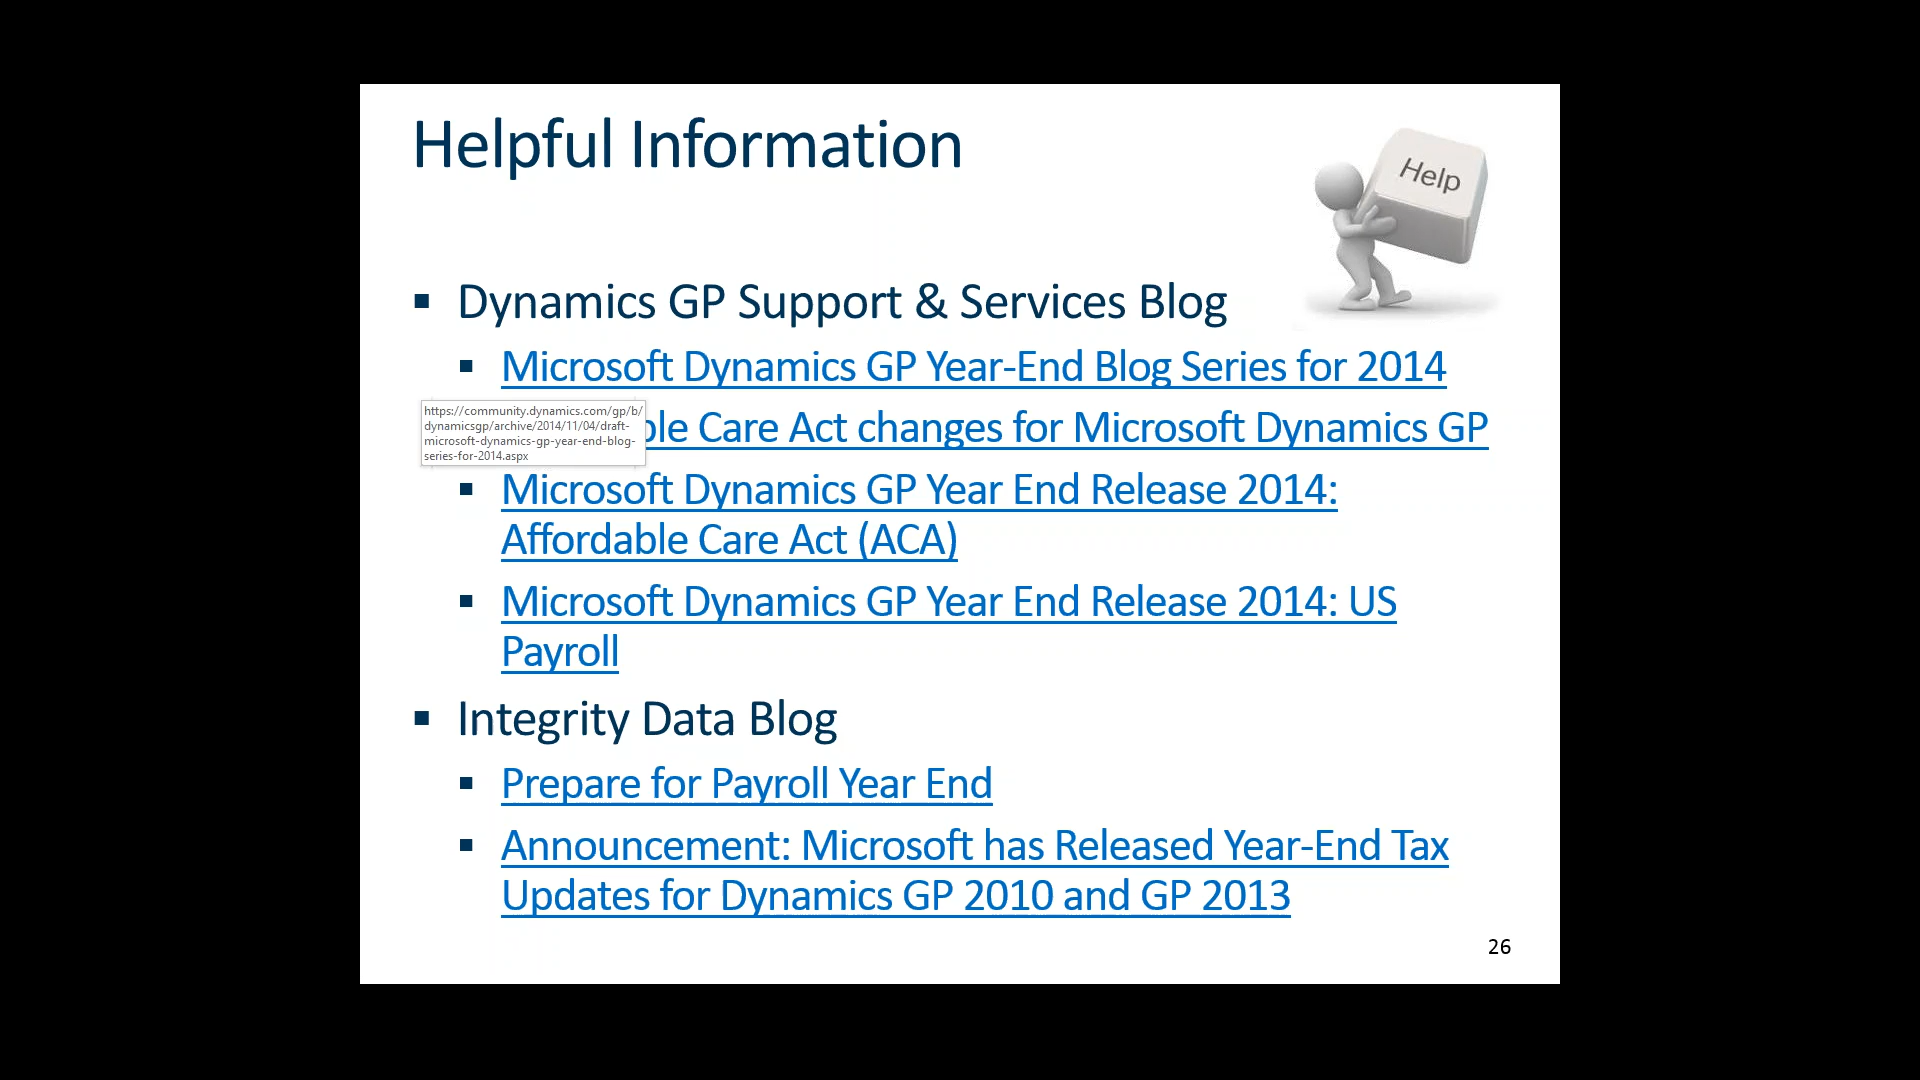 Helpful Information
Help
Dynamics GP Support & Services Blog
Microsoft Dynamics GP Year-End Blog Series for 2014
https://community.dynamics.com/gp/b/
dynamicsgp/archive/2014/11/04/draft-
microsoft-dynamics-gp-year-end-blog-
series-for-2014.aspx
ble Care Act changes for Microsoft Dynamics GP
Microsoft Dynamics GP Year End Release 2014:
Affordable Care Act (ACA)
Microsoft Dynamics GP Year End Release 2014: US
Payroll
Integrity Data Blog
Prepare for Payroll Year End
Announcement: Microsoft has Released Year-End Tax
Updates for Dynamics GP 2010 and GP 2013
26